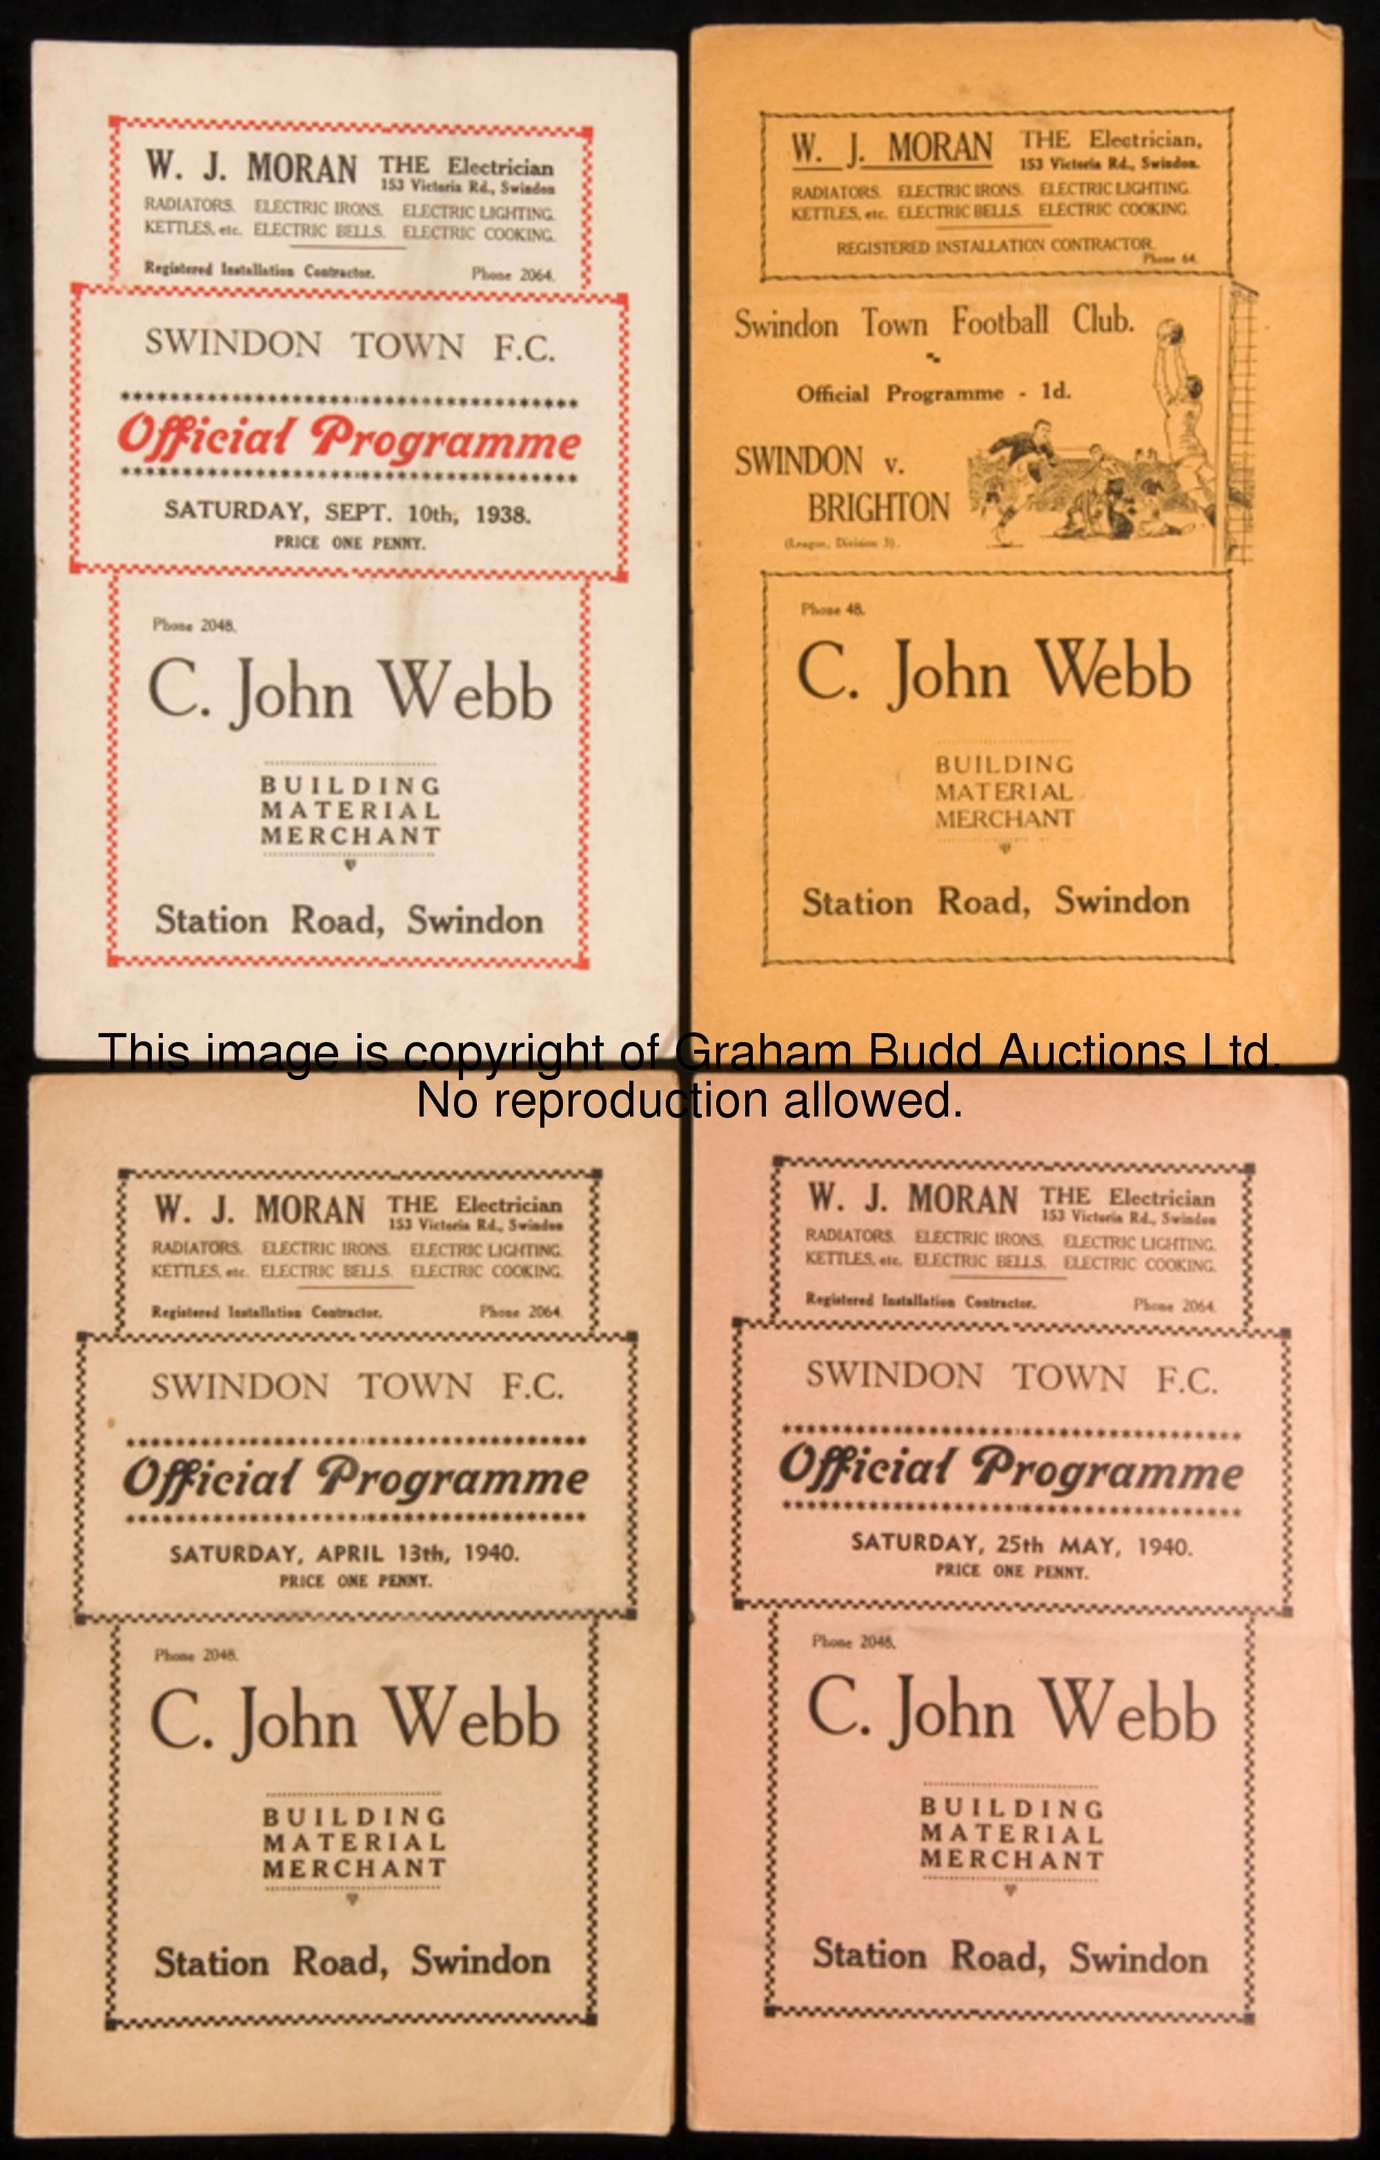 W. J. MORAN THE Electrician
153 Victoria Rd., Swindon
RADIATORS. ELECTRIC IRONS. ELECTRIC LIGHTING.
KETTLES, etc. ELECTRIC BELLS. ELECTRIC COOKING.
Registered Installation Contractor. Phone 2064.
SWINDON TOWN F.C.
Official Programme
SATURDAY, SEPT. 10th, 1938.
PRICE ONE PENNY.
Phone 2048.
C. John Webb
BUILDING
MATERIAL
MERCHANT
Station Road, Swindon
W. J. MORAN THE Electrician,
153 Victoria Rd., Swindon.
RADIATORS. ELECTRIC IRONS. ELECTRIC LIGHTING.
KETTLES, etc. ELECTRIC BELLS. ELECTRIC COOKING.
REGISTERED INSTALLATION CONTRACTOR.
Phone 64.
Swindon Town Football Club.
Official Programme - 1d.
SWINDON v.
BRIGHTON
(League, Division 3).
Phone 48.
C. John Webb
BUILDING
MATERIAL
MERCHANT
Station Road, Swindon
This image is copyright of Graham Budd Auctions Ltd.
No reproduction allowed.
W. J. MORAN THE Electrician
153 Victoria Rd., Swindon
RADIATORS. ELECTRIC IRONS. ELECTRIC LIGHTING.
KETTLES, etc. ELECTRIC BELLS. ELECTRIC COOKING.
Registered Installation Contractor. Phone 2064.
SWINDON TOWN F.C.
Official Programme
SATURDAY, APRIL 13th, 1940.
PRICE ONE PENNY.
Phone 2048.
C. John Webb
BUILDING
MATERIAL
MERCHANT
Station Road, Swindon
W. J. MORAN THE Electrician
153 Victoria Rd., Swindon
RADIATORS. ELECTRIC IRONS. ELECTRIC LIGHTING.
KETTLES, etc. ELECTRIC BELLS. ELECTRIC COOKING.
Registered Installation Contractor. Phone 2064.
SWINDON TOWN F.C.
Official Programme
SATURDAY, 25th MAY, 1940.
PRICE ONE PENNY.
Phone 2048.
C. John Webb
BUILDING
MATERIAL
MERCHANT
Station Road, Swindon